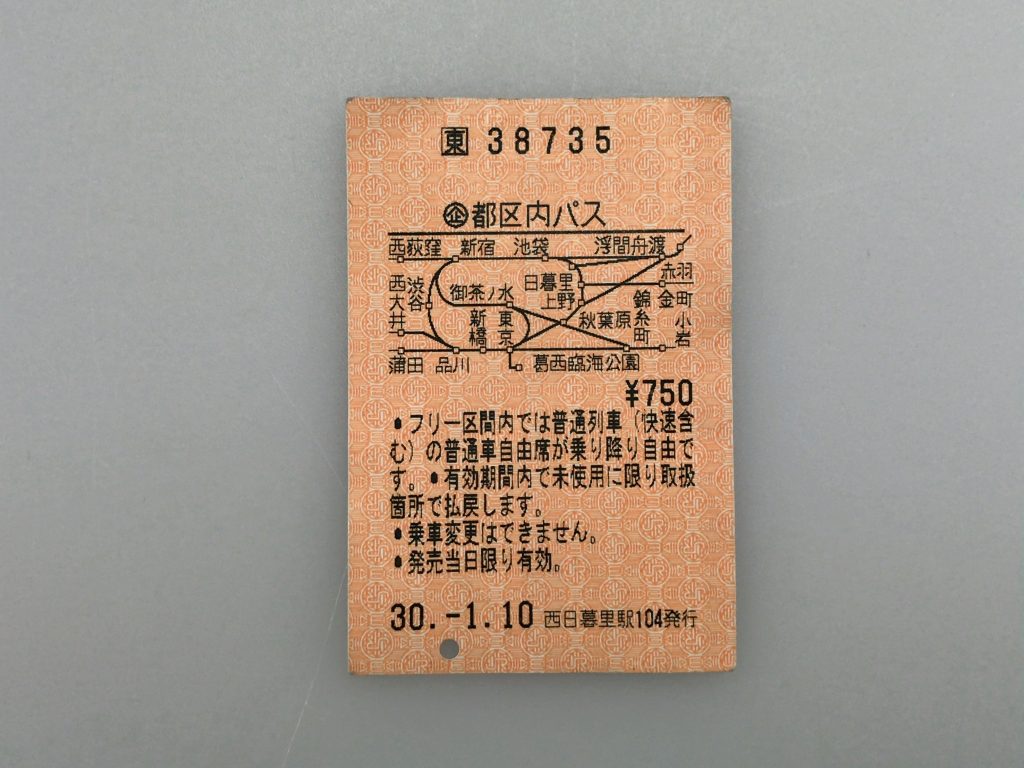 東 38735
企 都区内パス
西荻窪 新宿 池袋 浮間舟渡
赤羽
西大井 渋谷 御茶ノ水 日暮里
上野 錦糸町 金町
新橋 東京 秋葉原 小岩
蒲田 品川 葛西臨海公園
¥750
•フリー区間内では普通列車(快速含
む)の普通車自由席が乗り降り自由で
す。•有効期間内で未使用に限り取扱
箇所で払戻します。
•乗車変更はできません。
•発売当日限り有効。
30.-1.10 西日暮里駅104発行